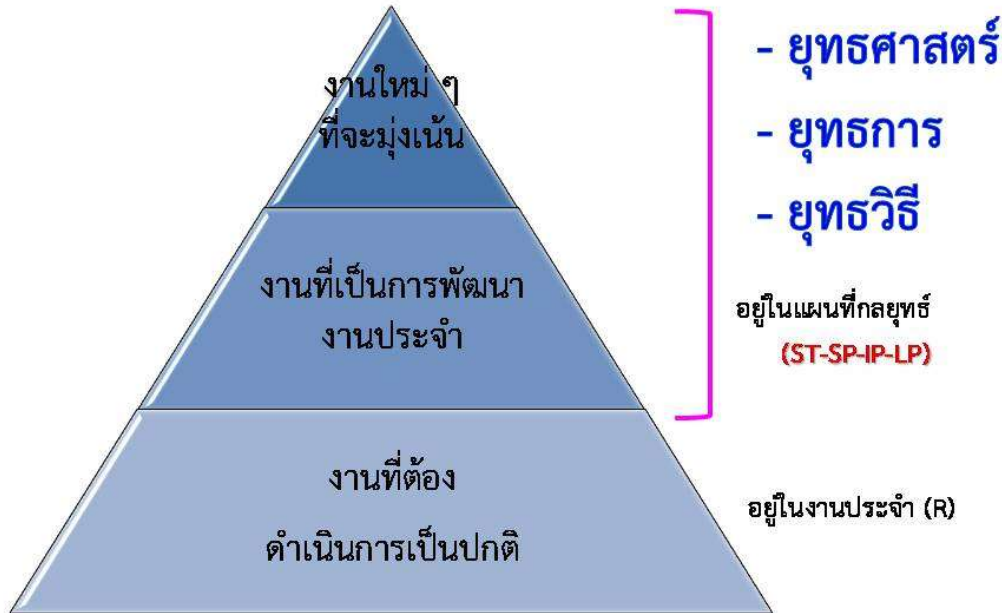 งานใหม่ ๆ
ที่จะมุ่งเน้น
งานที่เป็นการพัฒนา
งานประจำ
งานที่ต้อง
ดำเนินการเป็นปกติ
- ยุทธศาสตร์
- ยุทธการ
- ยุทธวิธี
อยู่ในแผนที่กลยุทธ์
(ST-SP-IP-LP)
อยู่ในงานประจำ (R)